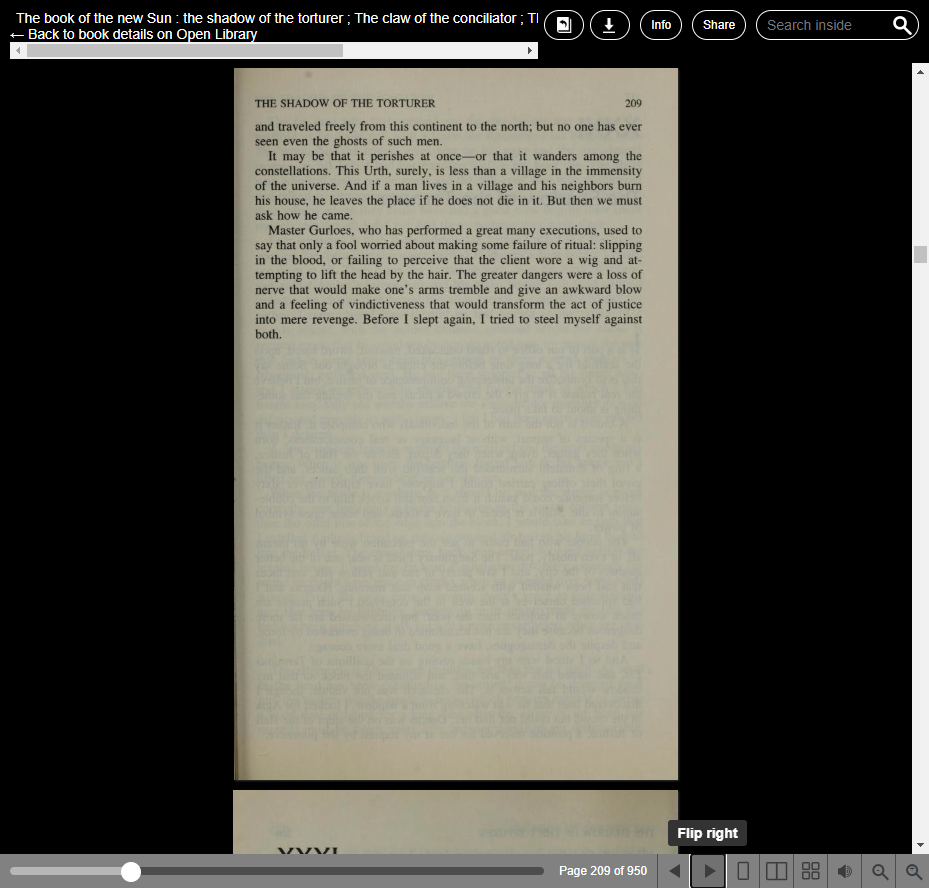 The book of the new Sun : the shadow of the torturer ; The claw of the conciliator ; Tl
← Back to book details on Open Library
Info
Share
Search inside
THE SHADOW OF THE TORTURER 209
and traveled freely from this continent to the north; but no one has ever
seen even the ghosts of such men.
It may be that it perishes at once—or that it wanders among the
constellations. This Urth, surely, is less than a village in the immensity
of the universe. And if a man lives in a village and his neighbors burn
his house, he leaves the place if he does not die in it. But then we must
ask how he came.
Master Gurloes, who has performed a great many executions, used to
say that only a fool worried about making some failure of ritual: slipping
in the blood, or failing to perceive that the client wore a wig and at-
tempting to lift the head by the hair. The greater dangers were a loss of
nerve that would make one's arms tremble and give an awkward blow
and a feeling of vindictiveness that would transform the act of justice
into mere revenge. Before I slept again, I tried to steel myself against
both.
XXXI
Flip right
Page 209 of 950